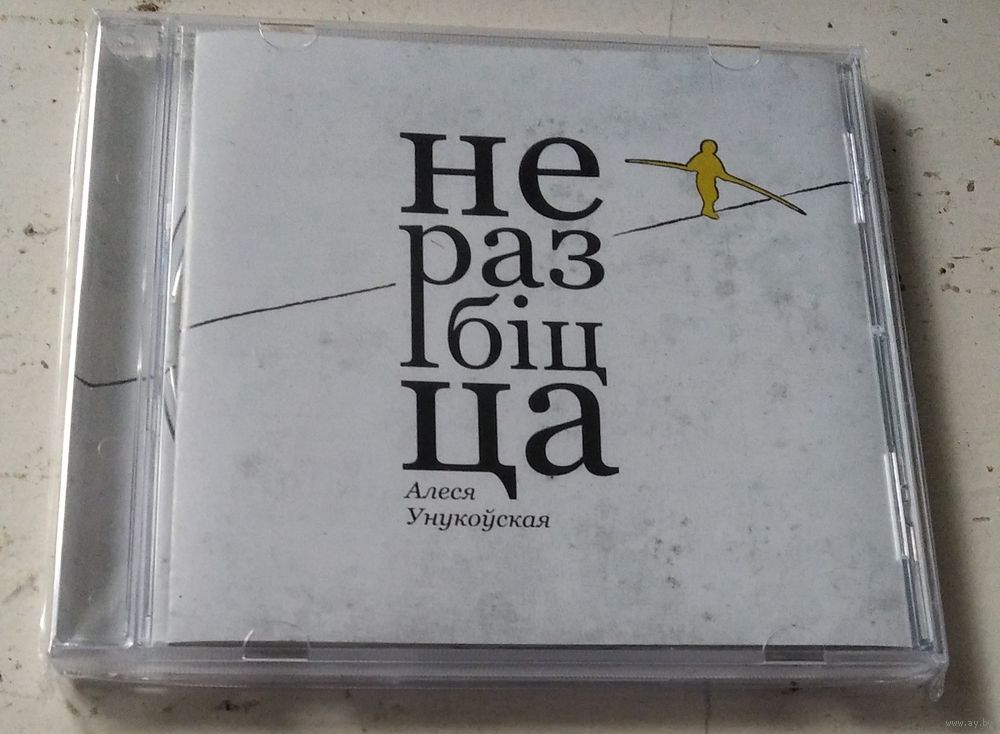 не
раз
біц
ца
Алеся
Унукоўская
www.ay.by